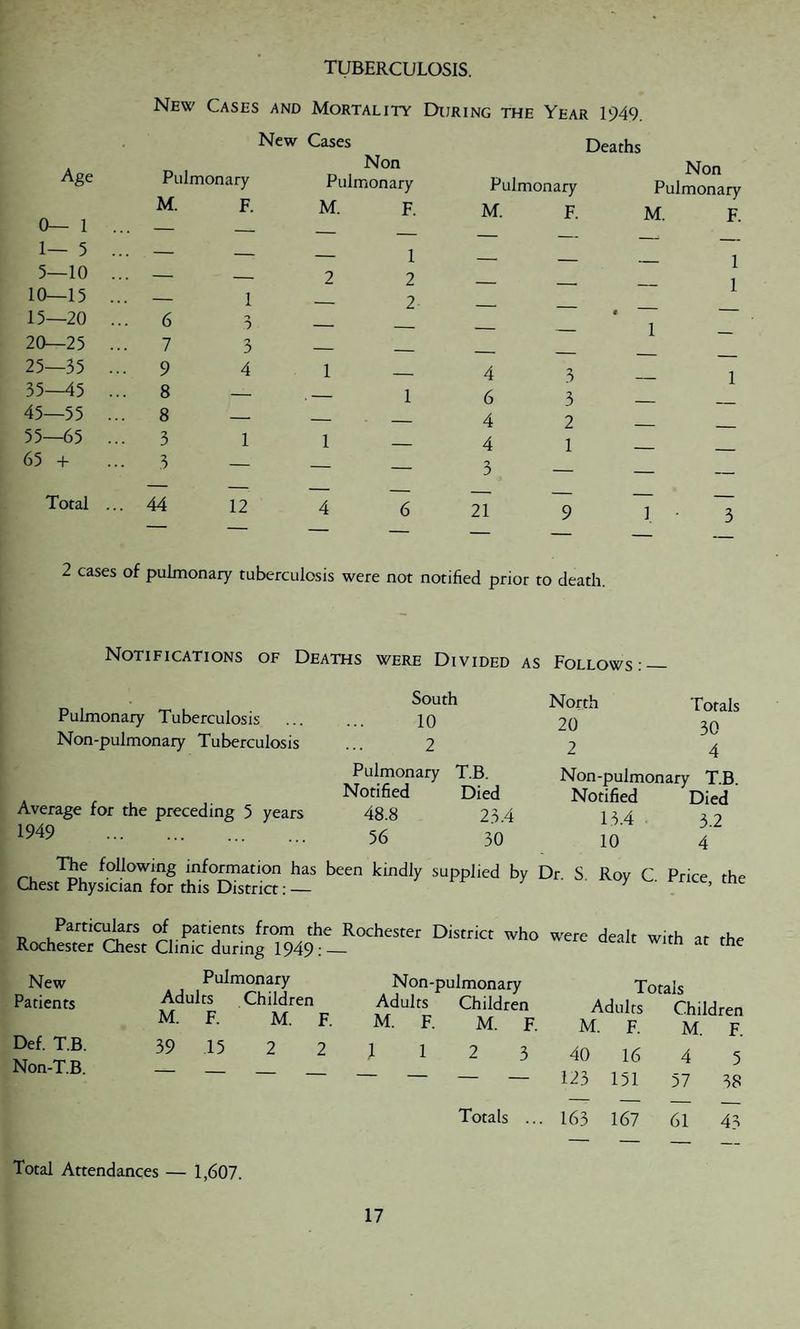 TUBERCULOSIS.
New Cases and Mortality During the Year 1949.
New Cases Deaths
Non Non
Age Pulmonary Pulmonary Pulmonary Pulmonary
M. F. M. F. M. F. M. F.
0— 1 ... — — — — — — — —
1— 5 ... — — — 1 — — — 1
5—10 ... — — 2 2 — — — 1
10—15 ... — 1 — 2 — — — —
15—20 ... 6 3 — — — — 1 —
20—25 ... 7 3 — — — — — —
25—35 ... 9 4 1 — 4 3 — 1
35—45 ... 8 — — 1 6 3 — —
45—55 ... 8 — — — 4 2 — —
55—65 ... 3 1 1 — 4 1 — —
65 + ... 3 — — — 3 — — —
Total ... 44 12 4 6 21 9 1 3
2 cases of pulmonary tuberculosis were not notified prior to death.
Notifications of Deaths were Divided as Follows: —
South North Totals
Pulmonary Tuberculosis ... ... 10 20 30
Non-pulmonary Tuberculosis ... 2 2 4
Pulmonary T.B. Non-pulmonary T.B.
Notified Died Notified Died
Average for the preceding 5 years 48.8 23.4 13.4 3.2
1949 ... ... ... ... 56 30 10 4
The following information has been kindly supplied by Dr. S. Roy C. Price, the
Chest Physician for this District: —
Particulars of patients from the Rochester District who were dealt with at the
Rochester Chest Clinic during 1949: —
New Pulmonary Non-pulmonary Totals
Patients Adults Children Adults Children Adults Children
M. F. M. F. M. F. M. F. M. F. M. F.
Def. T.B. 39 15 2 2 1 1 2 3 40 16 4 5
Non-T.B. — — — — — — — — 123 151 57 38
Totals ... 163 167 61 43
Total Attendances — 1,607.
17